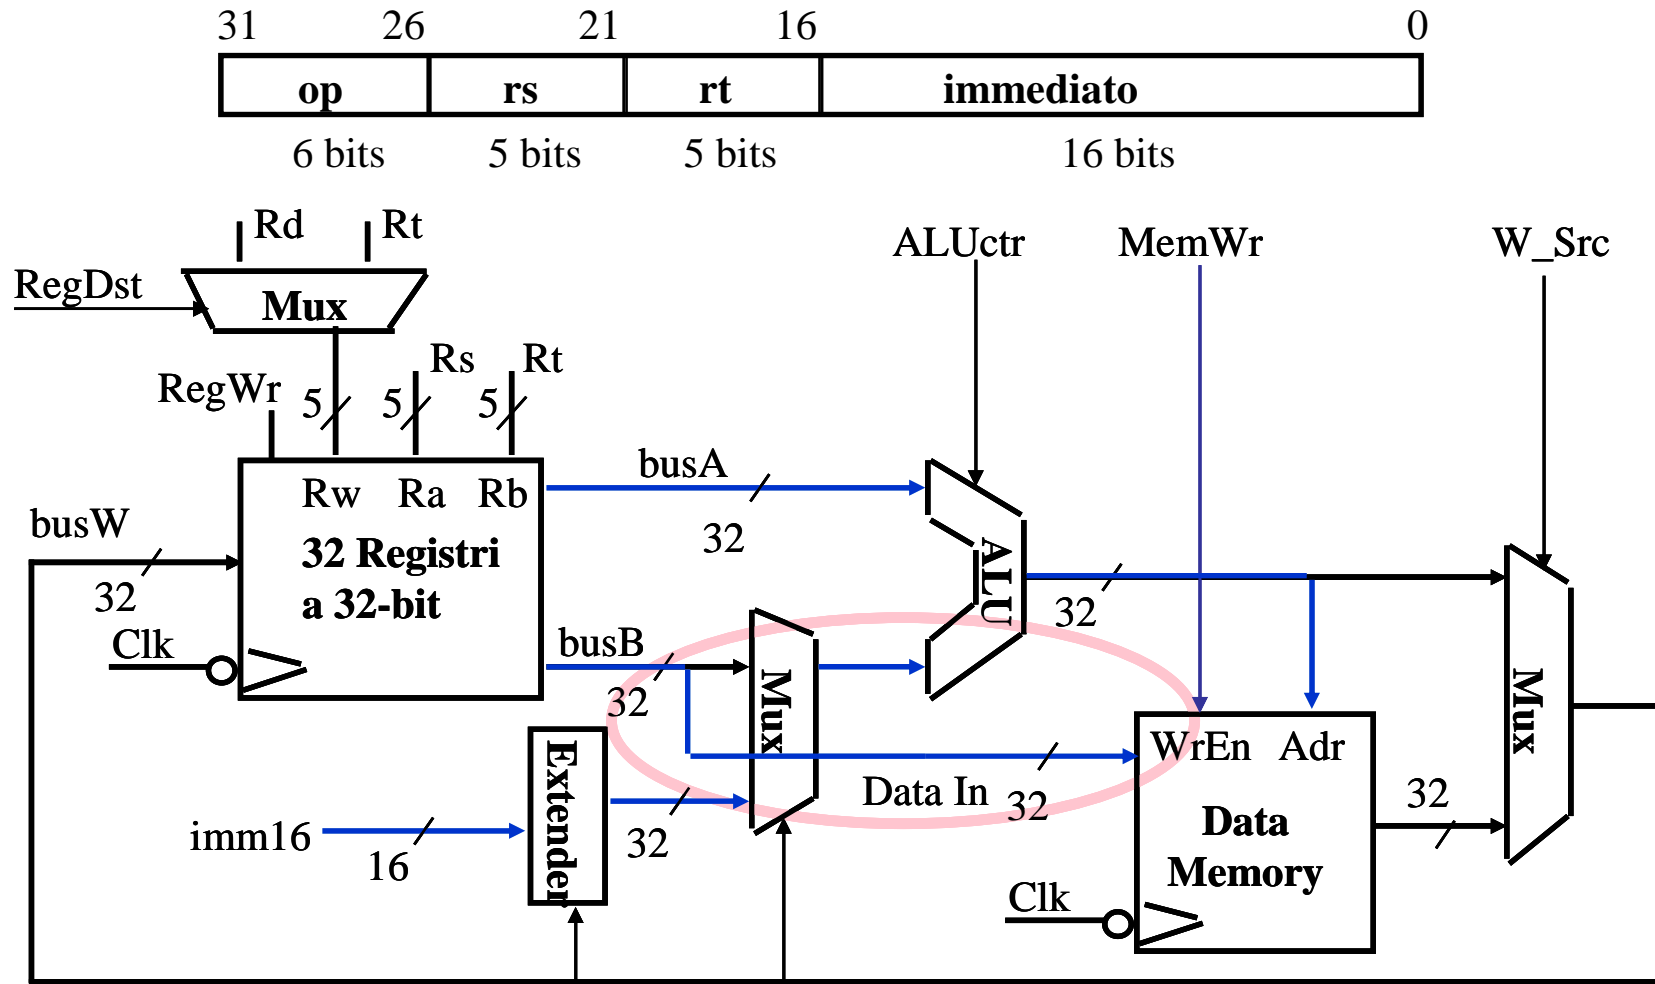 31 26 21 16 0
op rs rt immediato
6 bits 5 bits 5 bits 16 bits
Rd Rt
ALUctr MemWr W_Src
RegDst
Mux
Rs Rt
RegWr
5 5 5
busA
Rw Ra Rb
busW
32
32 Registri
ALU
a 32-bit
32
32
Clk
busB
32
Mux
Mux
Extender
WrEn Adr
Data In 32
32
imm16
16
32
Data
Memory
Clk